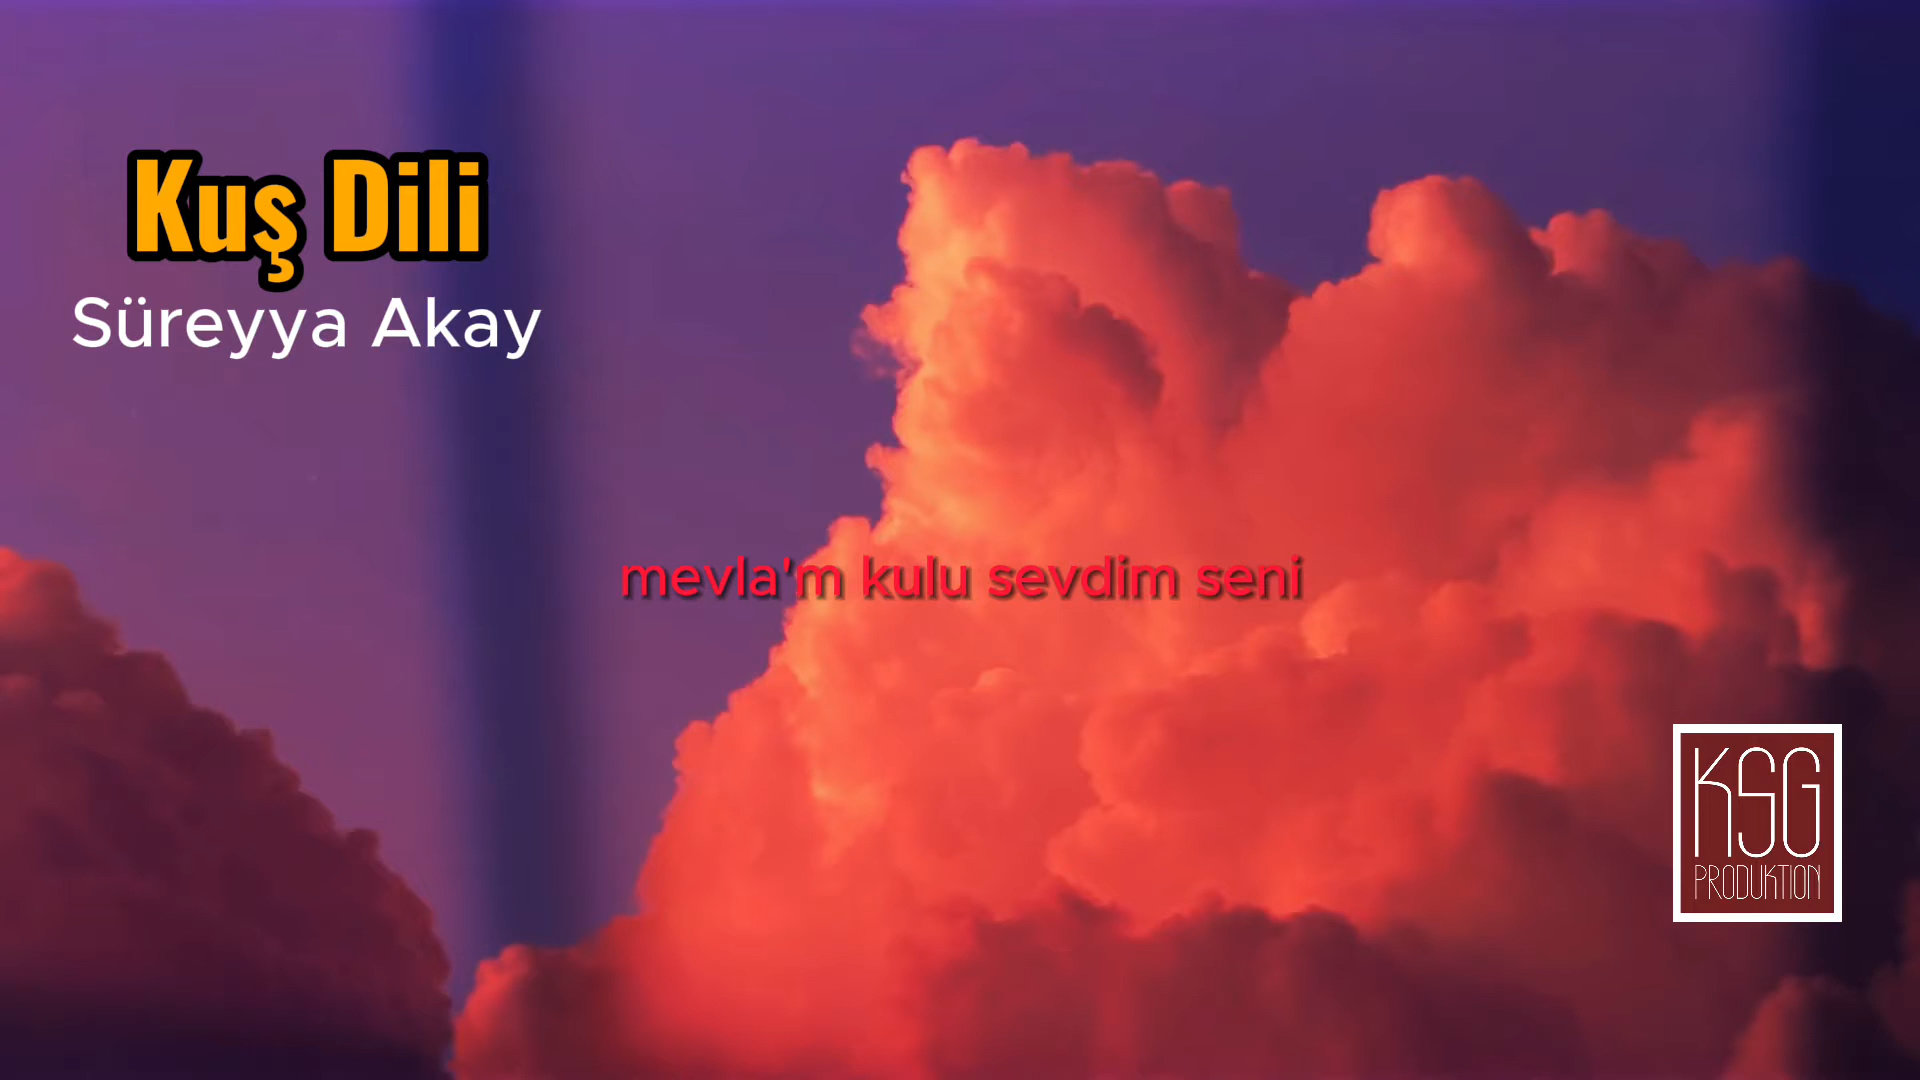 Kuş Dili
Süreyya Akay
mevla'm kulu sevdim seni
KSG
PRODUKTION